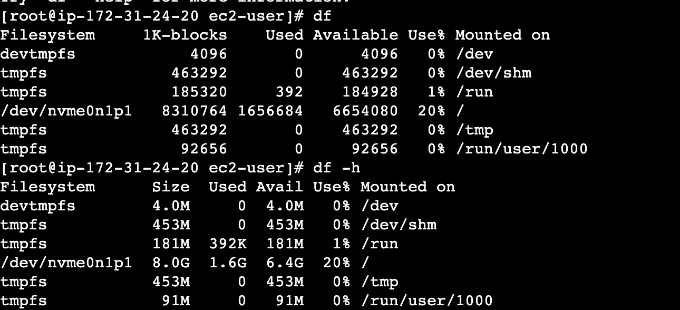 for more information.
[root@ip-172-31-24-20 ec2-user]# df
Filesystem     1K-blocks    Used Available Use% Mounted on
devtmpfs            4096       0      4096   0% /dev
tmpfs             463292       0    463292   0% /dev/shm
tmpfs             185320     392    184928   1% /run
/dev/nvme0n1p1   8310764 1656684   6654080  20% /
tmpfs             463292       0    463292   0% /tmp
tmpfs              92656       0     92656   0% /run/user/1000
[root@ip-172-31-24-20 ec2-user]# df -h
Filesystem      Size  Used Avail Use% Mounted on
devtmpfs        4.0M     0  4.0M   0% /dev
tmpfs           453M     0  453M   0% /dev/shm
tmpfs           181M  392K  181M   1% /run
/dev/nvme0n1p1  8.0G  1.6G  6.4G  20% /
tmpfs           453M     0  453M   0% /tmp
tmpfs            91M     0   91M   0% /run/user/1000